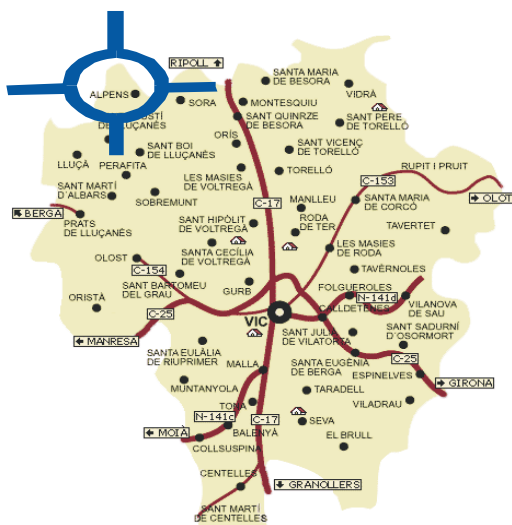 RIPOLL
SANTA MARIA
DE BESORA
VIDRÀ
ALPENS
SORA
MONTESQUIU
SANT QUINRZE
DE BESORA
SANT PERE
DE TORELLÓ
DE LLUÇANÈS
ORÍS
SANT BOI
DE LLUÇANÈS
SANT VICENÇ
DE TORELLÓ
LLUÇÀ
PERAFITA
RUPIT I PRUIT
LES MASIES
DE VOLTREGÀ
TORELLÓ
C-153
SANT MARTÍ
D'ALBARS
SOBREMUNT
MANLLEU
SANTA MARIA
DE CORCÓ
OLOT
C-17
BERGA
PRATS
DE LLUÇANÈS
SANT HIPÒLIT
DE VOLTREGÀ
RODA
DE TER
TAVERTET
OLOST
SANTA CECÍLIA
DE VOLTREGÀ
LES MASIES
DE RODA
C-154
TAVÈRNOLES
SANT BARTOMEU
DEL GRAU
GURB
FOLGUEROLES
N-141d
ORISTÀ
C-25
VIC
CALLDETENES
VILANOVA
DE SAU
MANRESA
SANT JULIÀ
DE VILATORTA
SANT SADURNÍ
D'OSORMORT
SANTA EULÀLIA
DE RIUPRIMER
MALLA
SANTA EUGÈNIA
DE BERGA
C-25
ESPINELVES
MUNTANYOLA
TARADELL
GIRONA
TONA
VILADRAU
N-141c
C-17
SEVA
MOIÀ
BALENYÀ
COLLSUSPINA
EL BRULL
CENTELLES
GRANOLLERS
SANT MARTÍ
DE CENTELLES